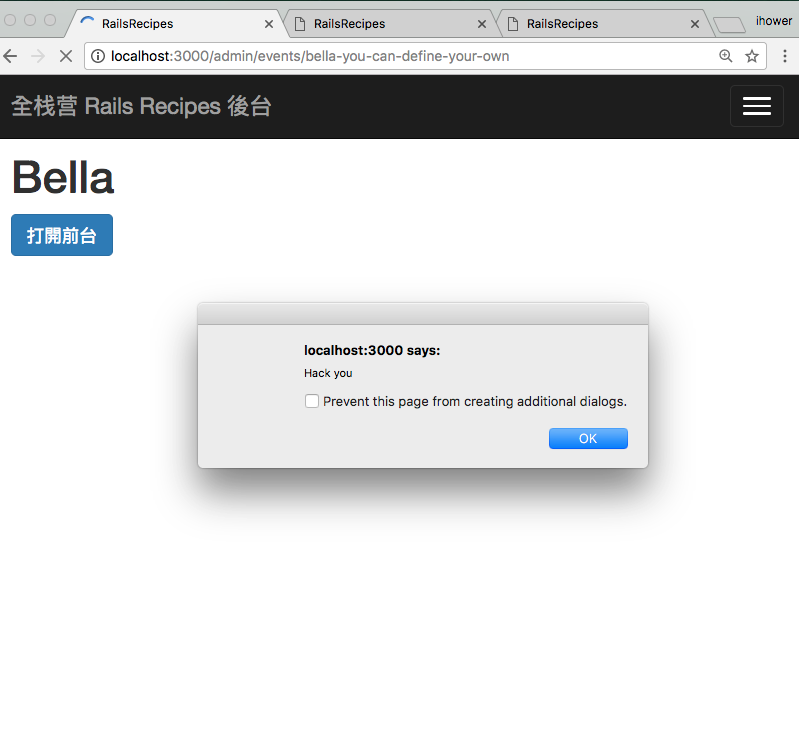 RailsRecipes
RailsRecipes
RailsRecipes
ihower
localhost:3000/admin/events/bella-you-can-define-your-own
全栈营 Rails Recipes 後台
Bella
打開前台
localhost:3000 says:
Hack you
Prevent this page from creating additional dialogs.
OK